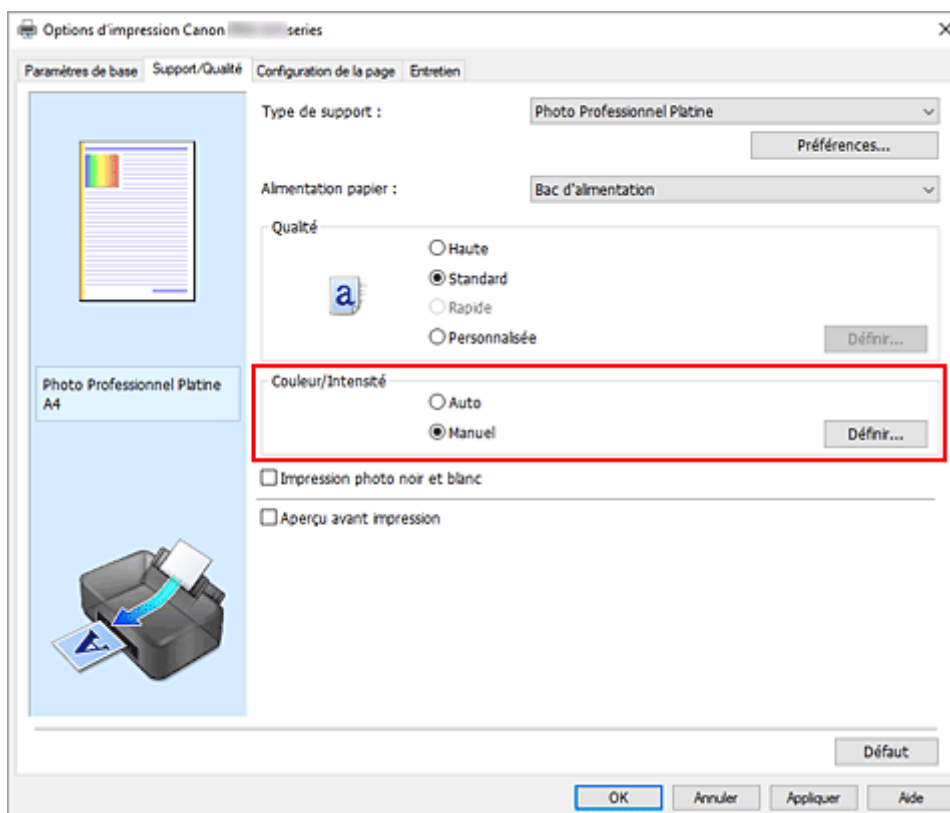 Options d'impression Canon series
Paramètres de base Support/Qualité Configuration de la page Entretien
Type de support : Photo Professionnel Platine
Préférences...
Alimentation papier : Bac d'alimentation
Qualité
Haute
Standard
Rapide
Personnalisée Définir...
Photo Professionnel Platine
A4
Couleur/Intensité
Auto
Manuel Définir...
Impression photo noir et blanc
Aperçu avant impression
Défaut
OK Annuler Appliquer Aide